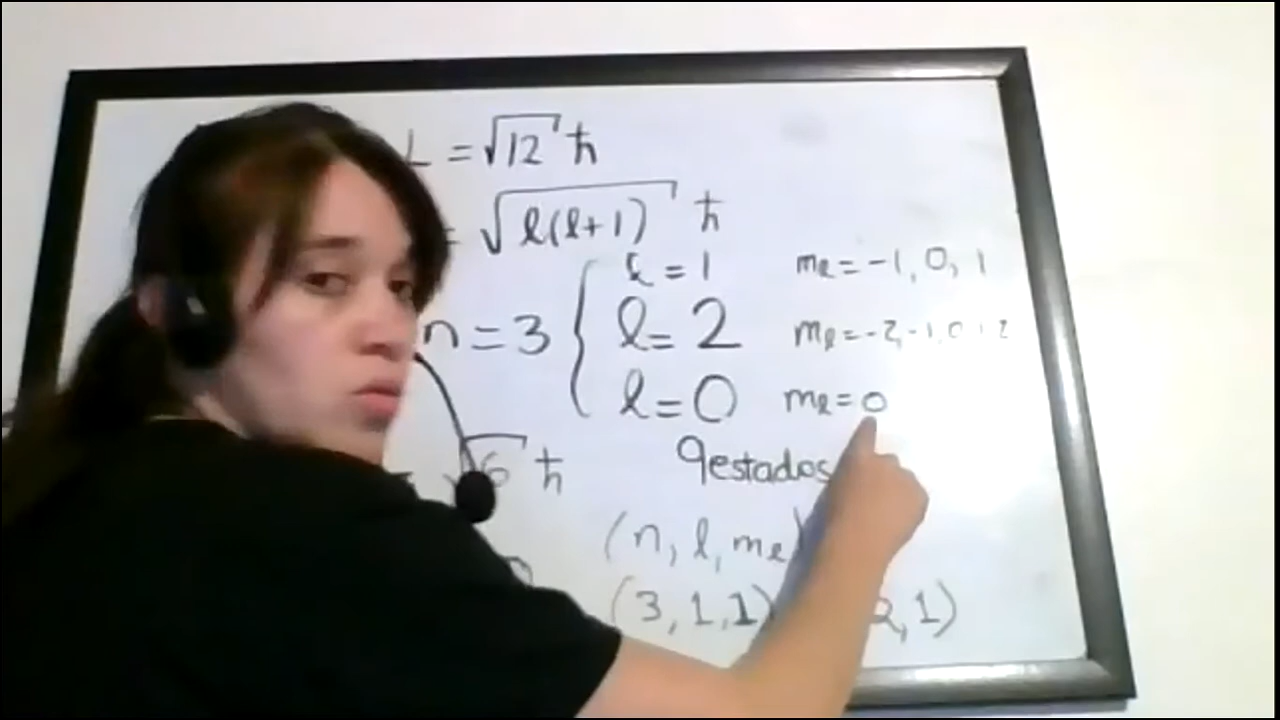 L = √12 ħ
= √l(l+1) ħ
l = 1 mₗ = -1, 0, 1
n = 3 { l = 2 mₗ = -2, -1, 0 1 2
l = 0 mₗ = 0
√6 ħ 9 estados
(n, l, mₗ)
(3, 1, 1) 2, 1)